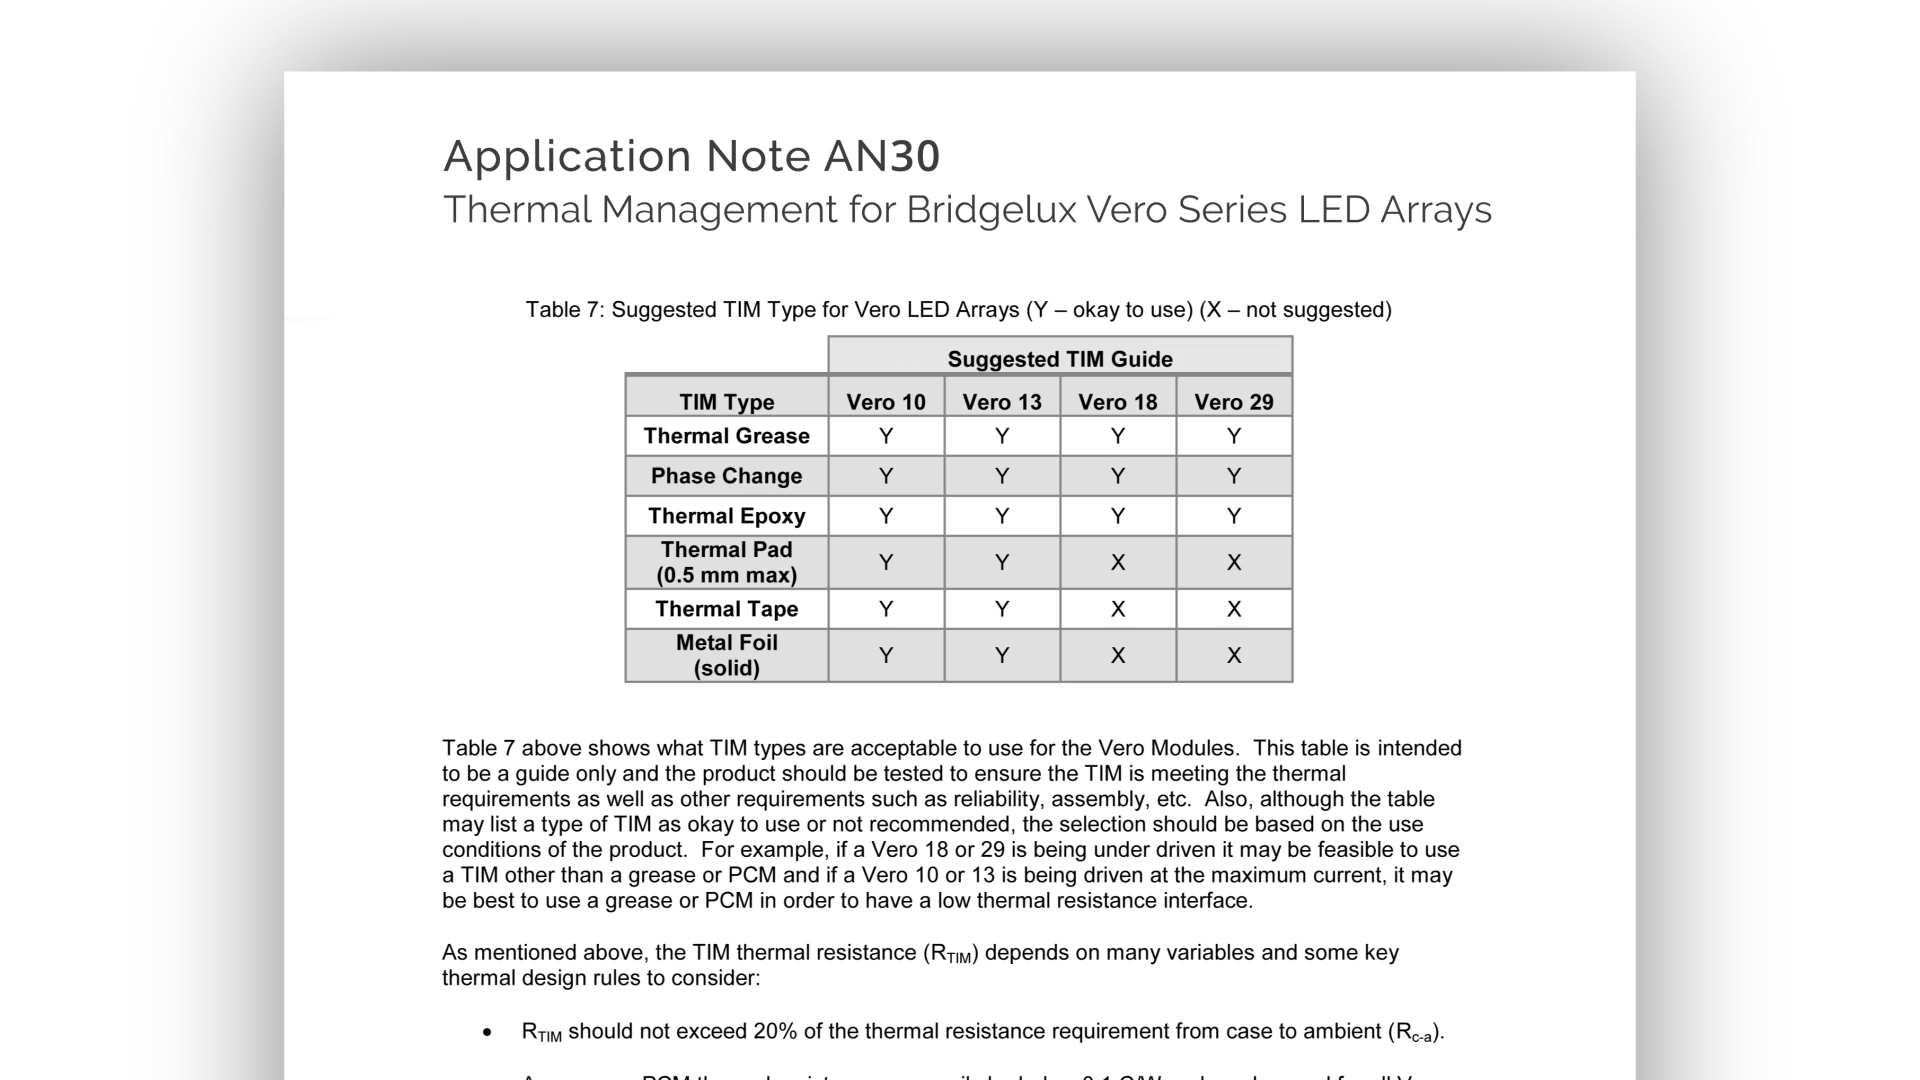 Application Note AN30
Thermal Management for Bridgelux Vero Series LED Arrays
Table 7: Suggested TIM Type for Vero LED Arrays (Y – okay to use) (X – not suggested)
Suggested TIM Guide
TIM Type Vero 10 Vero 13 Vero 18 Vero 29
Thermal Grease Y Y Y Y
Phase Change Y Y Y Y
Thermal Epoxy Y Y Y Y
Thermal Pad
(0.5 mm max) Y Y X X
Thermal Tape Y Y X X
Metal Foil
(solid) Y Y X X
Table 7 above shows what TIM types are acceptable to use for the Vero Modules.  This table is intended
to be a guide only and the product should be tested to ensure the TIM is meeting the thermal
requirements as well as other requirements such as reliability, assembly, etc.  Also, although the table
may list a type of TIM as okay to use or not recommended, the selection should be based on the use
conditions of the product.  For example, if a Vero 18 or 29 is being under driven it may be feasible to use
a TIM other than a grease or PCM and if a Vero 10 or 13 is being driven at the maximum current, it may
be best to use a grease or PCM in order to have a low thermal resistance interface.
As mentioned above, the TIM thermal resistance (RTIM) depends on many variables and some key
thermal design rules to consider:
• RTIM should not exceed 20% of the thermal resistance requirement from case to ambient (Rc-a).